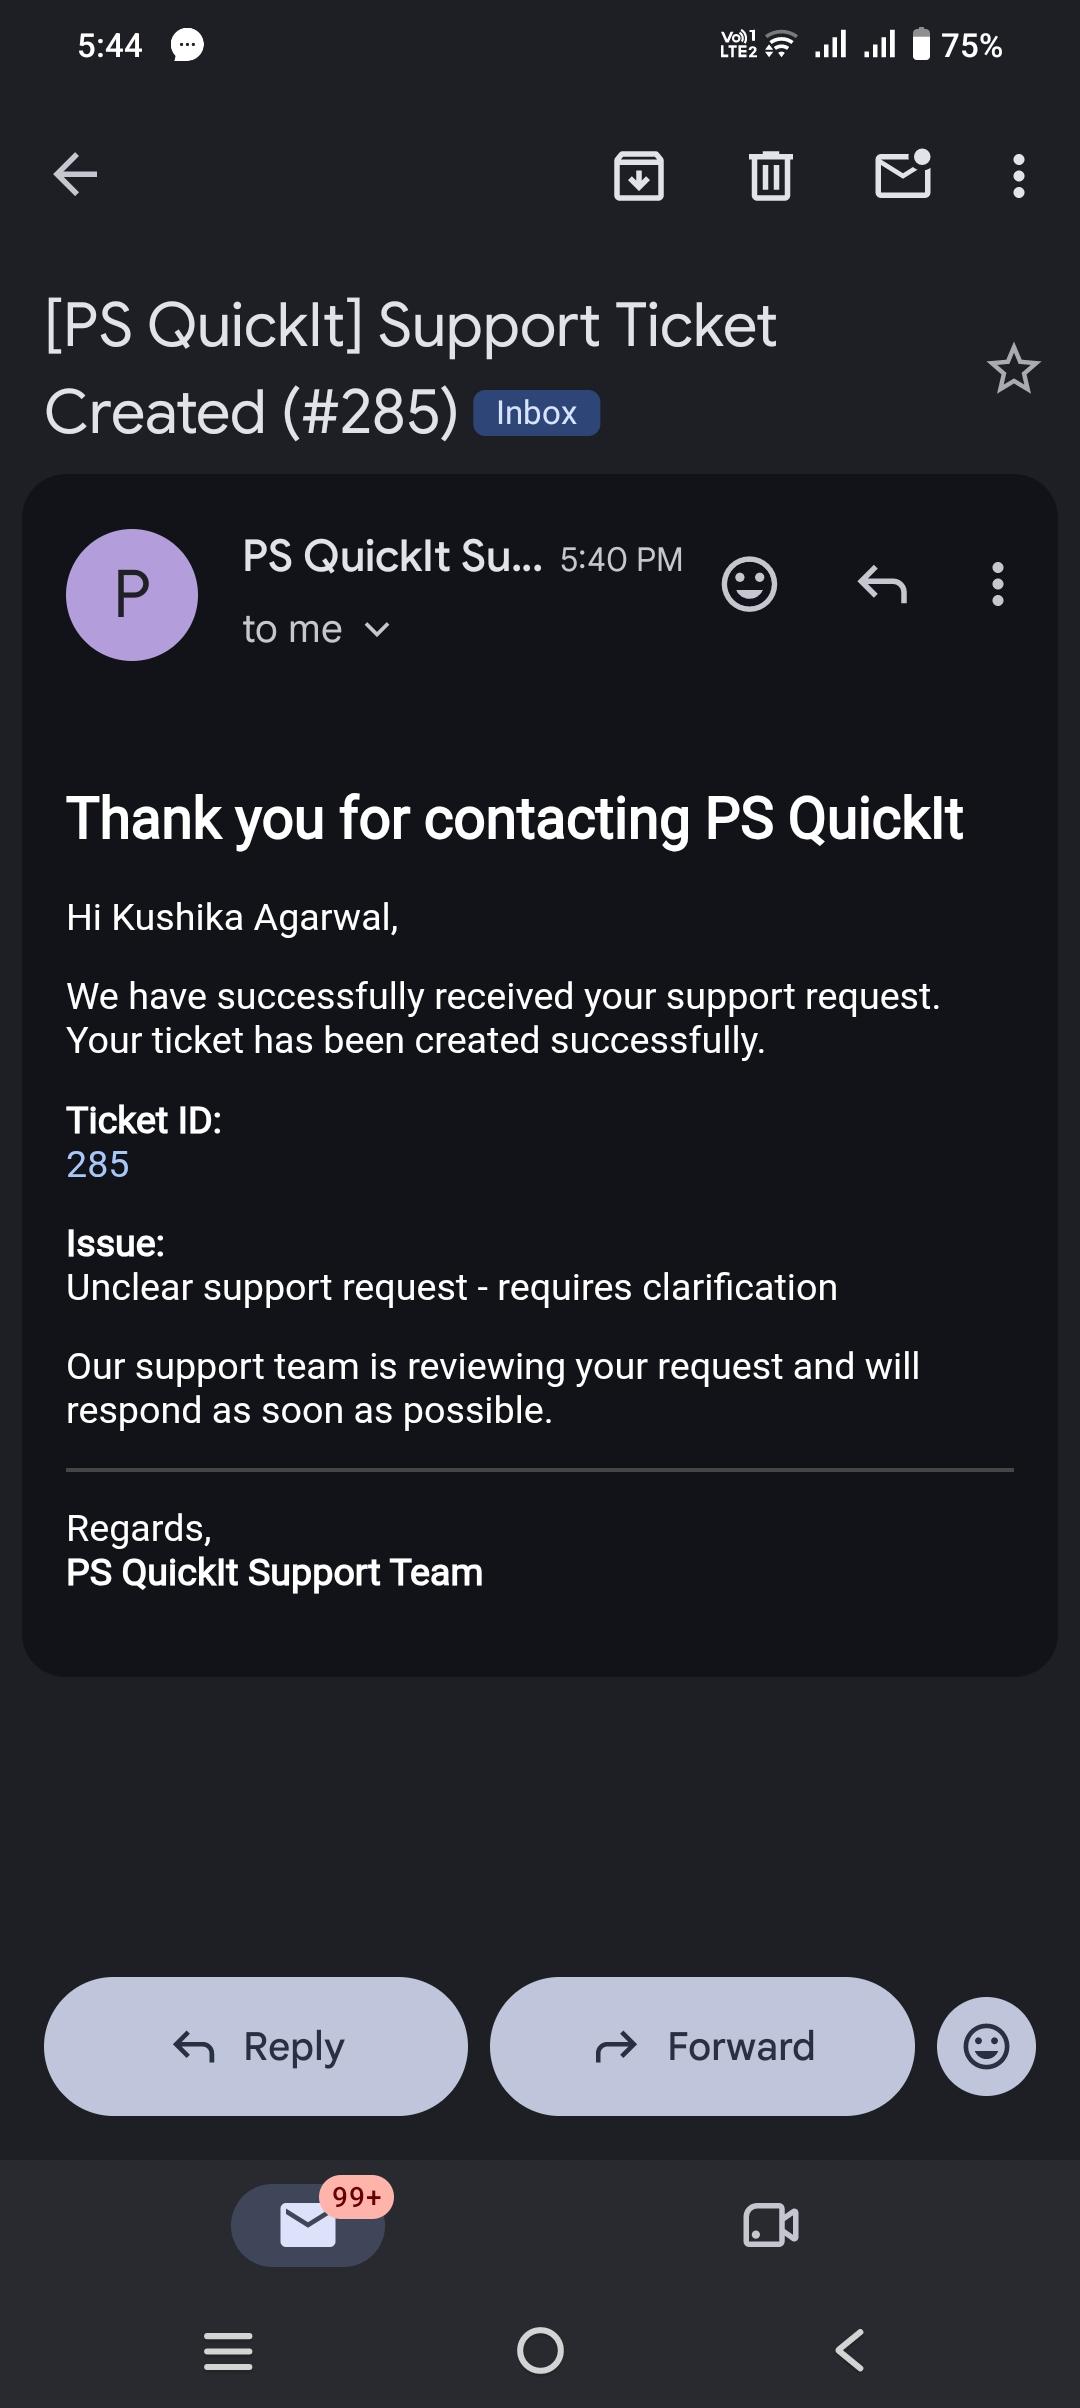 5:44
Vo)) 1
LTE2
75%
[PS QuickIt] Support Ticket
Created (#285) Inbox
P
PS QuickIt Su... 5:40 PM
to me
Thank you for contacting PS QuickIt
Hi Kushika Agarwal,
We have successfully received your support request.
Your ticket has been created successfully.
Ticket ID:
285
Issue:
Unclear support request - requires clarification
Our support team is reviewing your request and will
respond as soon as possible.
Regards,
PS QuickIt Support Team
Reply
Forward
99+